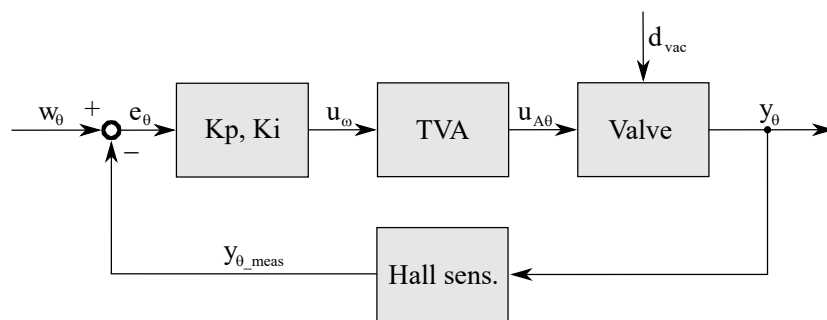 d_vac
w_θ
+
e_θ
Kp, Ki
u_ω
TVA
u_Aθ
Valve
y_θ
−
y_θ_meas
Hall sens.